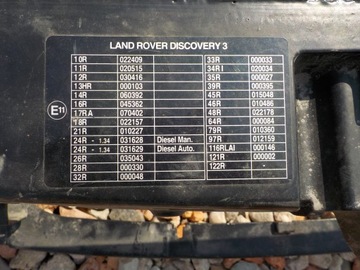 LAND ROVER DISCOVERY 3
10R 022409 33R 000033
11R 020515 34RI 020034
12R 030416 35R 000027
13HR 000103 39R 000395
14R 060392 45R 015048
16R 045362 46R 010486
17RA 070402 48R 022178
18R 022157 64R 000084
21R 010227 79R 010360
24R - 1.34 031628 Diesel Man. 97R 012159
24R - 1.34 031629 Diesel Auto. 116RLAI 000146
26R 035043 121R 000002
28R 000330 122R
32R 000048
E11